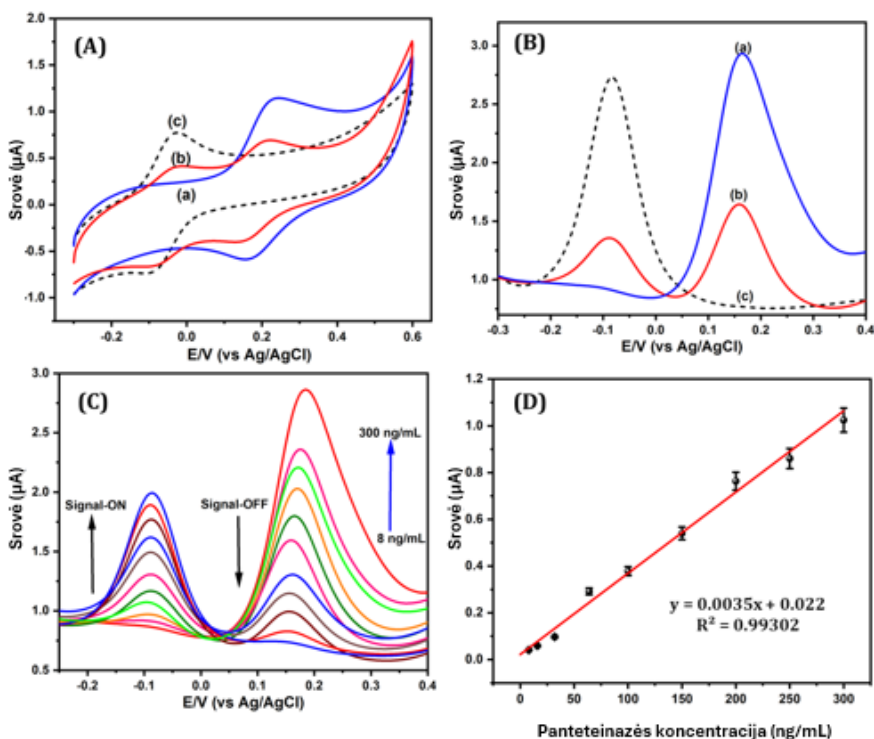 (A)
(c)
(b)
(a)
Srovė (µA)
2.0
1.5
1.0
0.5
0.0
-0.5
-1.0
-0.2 0.0 0.2 0.4 0.6
E/V (vs Ag/AgCl)
(B)
(a)
(b)
(c)
Srovė (µA)
3.0
2.5
2.0
1.5
1.0
-0.3 -0.2 -0.1 0.0 0.1 0.2 0.3 0.4
E/V (vs Ag/AgCl)
(C)
300 ng/mL
Signal-ON
Signal-OFF
8 ng/mL
Srovė (µA)
3.0
2.5
2.0
1.5
1.0
0.5
-0.2 -0.1 0.0 0.1 0.2 0.3 0.4
E/V (vs Ag/AgCl)
(D)
Srovė (µA)
1.2
1.0
0.8
0.6
0.4
0.2
0.0
y = 0.0035x + 0.022
R² = 0.99302
0 50 100 150 200 250 300
Panteteinazės koncentracija (ng/mL)